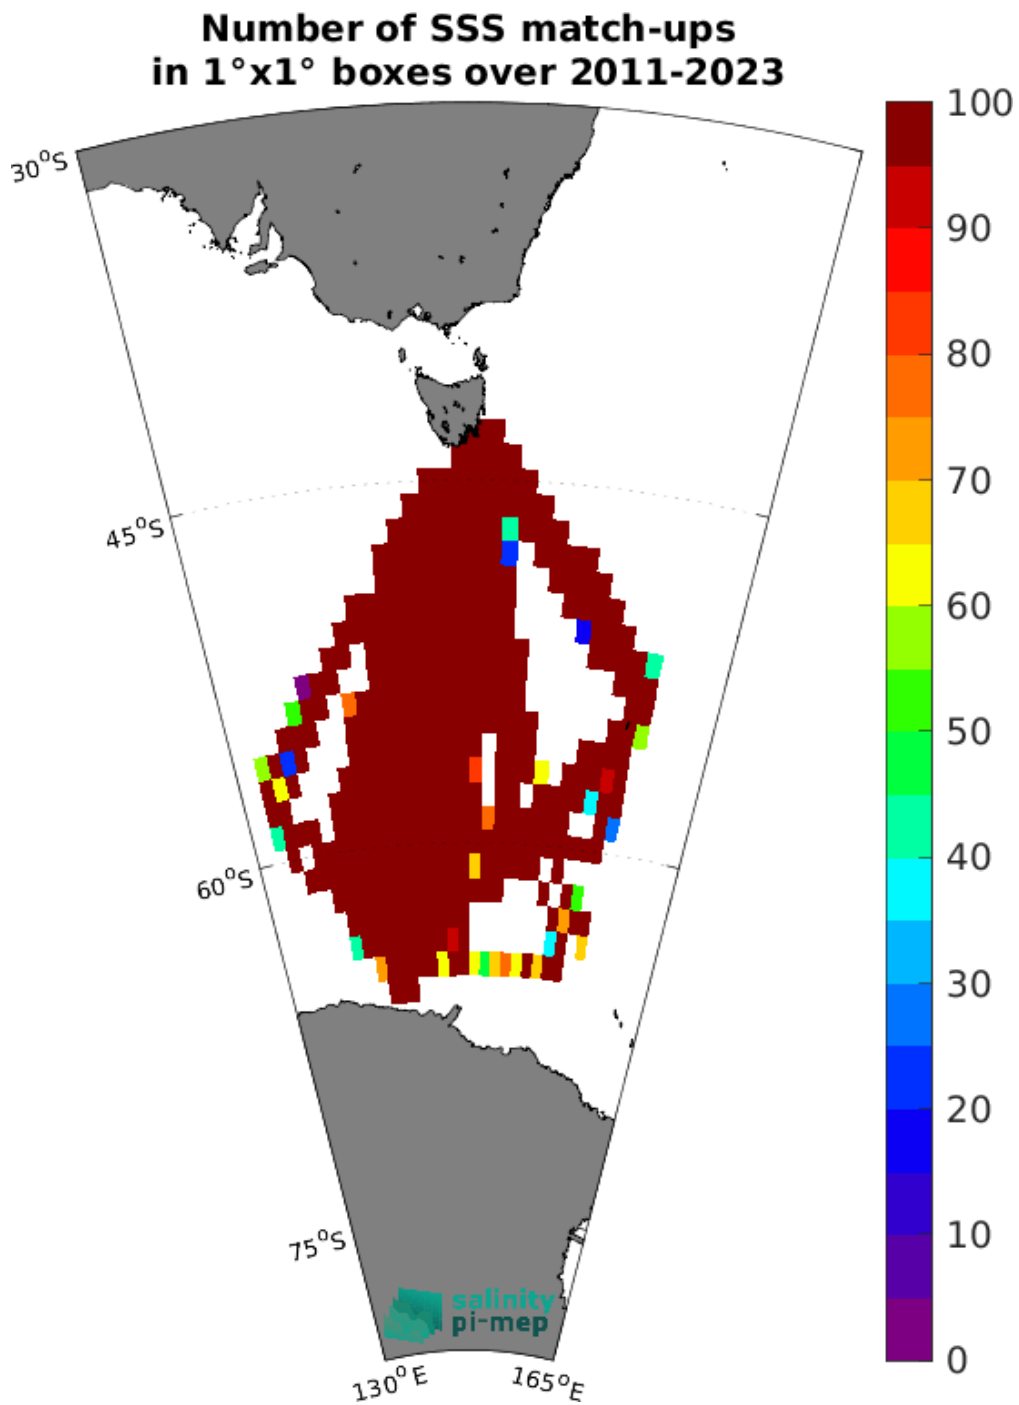 Number of SSS match-ups
in 1°x1° boxes over 2011-2023
100
30°S
90
80
70
45°S
60
50
40
60°S
30
20
10
75°S
salinity
pi-mep
0
130°E
165°E